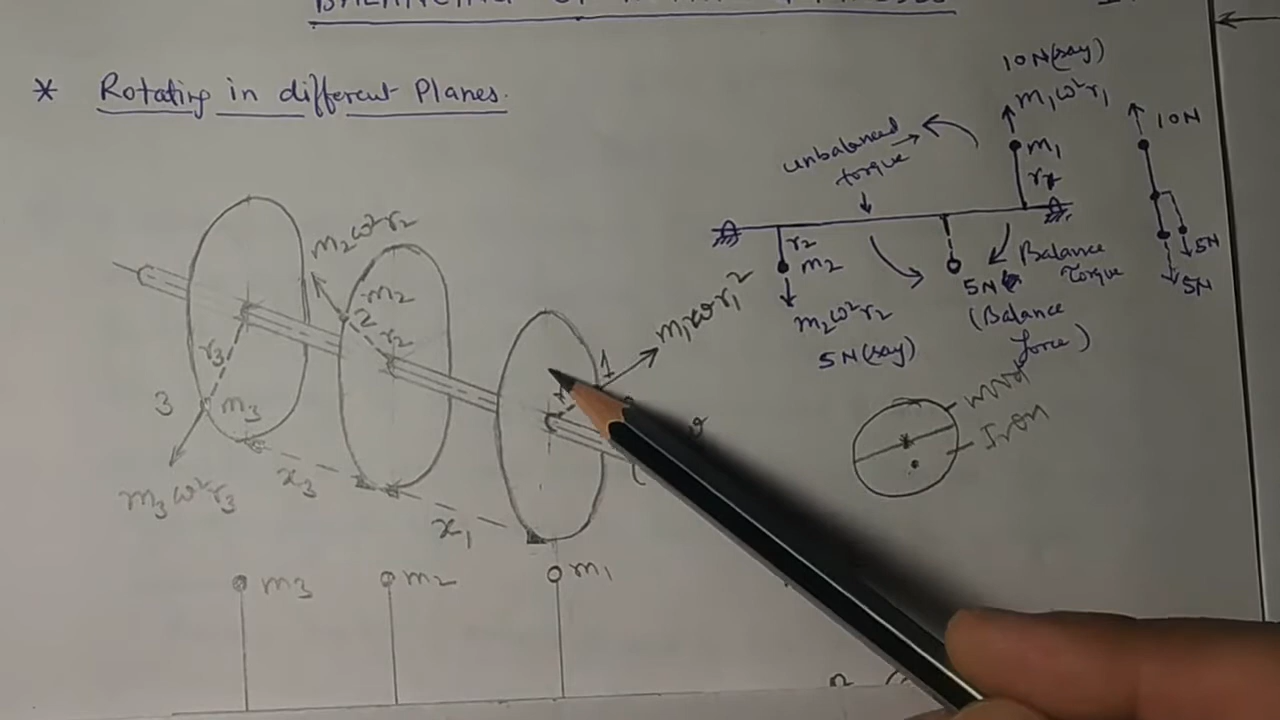 * Rotating in different Planes.
10N(say)
m₁ω²r₁
10N
unbalanced
torque
m₁
r₁
r₂
m₂
m₂ω²r₂
5N(say)
5N
(Balance
force)
Balance
Torque
5N
5N
m₂ω²r₂
m₂
2
r₂
r₃
3
m₃
m₃ω²r₃
x₃
x₁
1
m₁ωr₁²
Iron
m₃
m₂
m₁